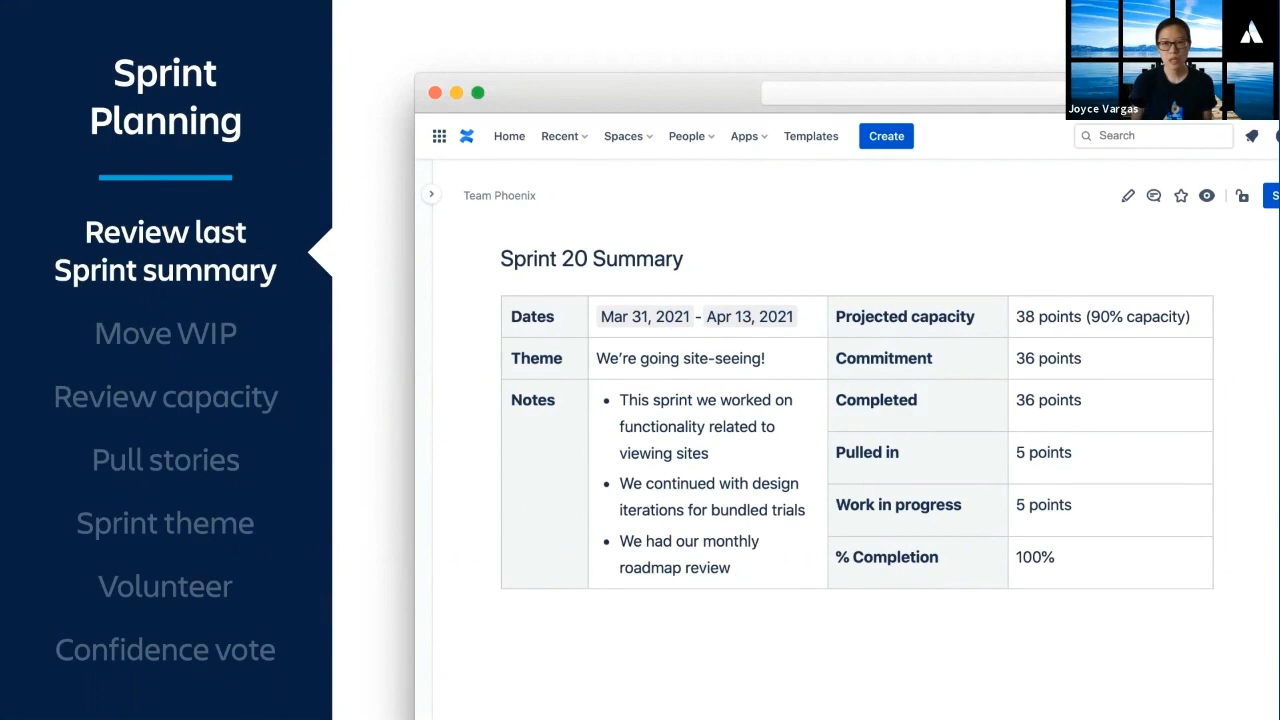 Sprint
Planning
Review last
Sprint summary
Move WIP
Review capacity
Pull stories
Sprint theme
Volunteer
Confidence vote
Joyce Vargas
Home Recent Spaces People Apps Templates Create Search
Team Phoenix
S
Sprint 20 Summary
Dates Mar 31, 2021 - Apr 13, 2021 Projected capacity 38 points (90% capacity)
Theme We’re going site-seeing! Commitment 36 points
Notes
• This sprint we worked on
functionality related to
viewing sites
• We continued with design
iterations for bundled trials
• We had our monthly
roadmap review
Completed 36 points
Pulled in 5 points
Work in progress 5 points
% Completion 100%